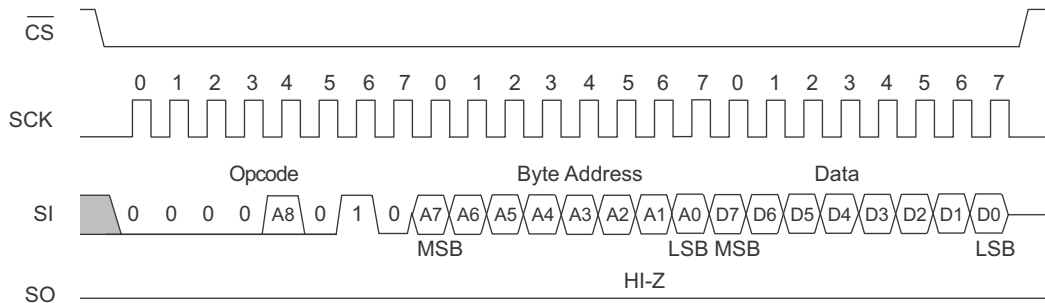 CS
0 1 2 3 4 5 6 7 0 1 2 3 4 5 6 7 0 1 2 3 4 5 6 7
SCK
Opcode Byte Address Data
SI 0 0 0 0 A8 0 1 0 A7 A6 A5 A4 A3 A2 A1 A0 D7 D6 D5 D4 D3 D2 D1 D0
MSB LSB MSB LSB
HI-Z
SO